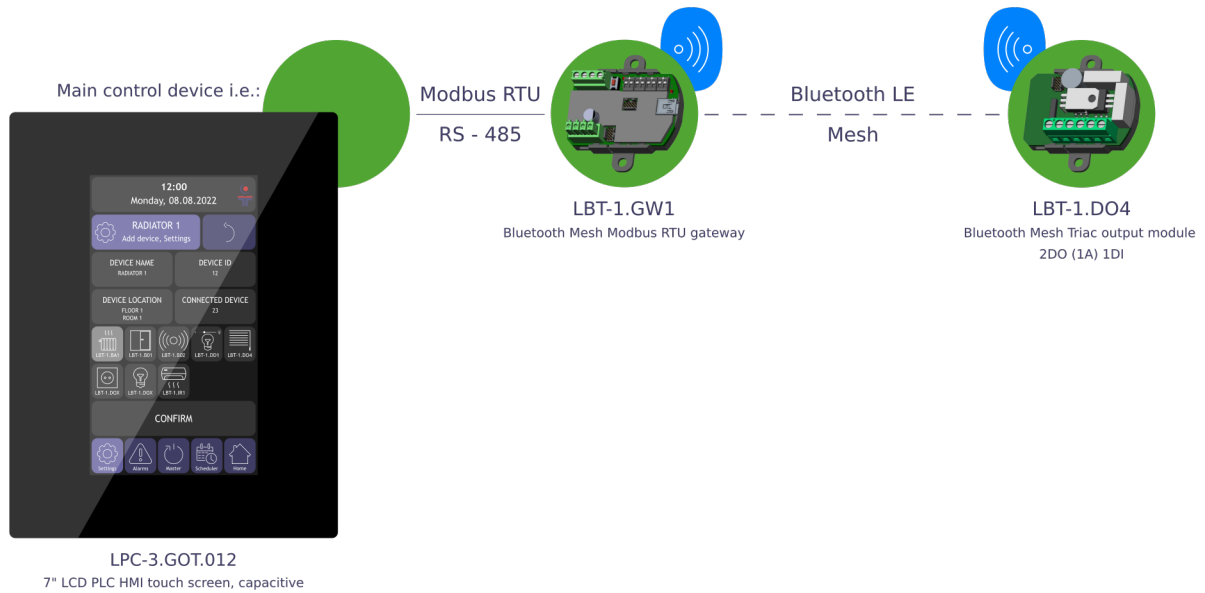 Main control device i.e.:
Modbus RTU
RS - 485
Bluetooth LE
Mesh
12:00
Monday, 08.08.2022
RADIATOR 1
Add device, Settings
DEVICE NAME
RADIATOR 1
DEVICE ID
12
DEVICE LOCATION
FLOOR 1
ROOM 1
CONNECTED DEVICE
23
LBT-1.RA1
LBT-1.BO1
LBT-1.BO2
LBT-1.DO1
LBT-1.DO4
LBT-1.DOX
LBT-1.DOX
LBT-1.IR1
CONFIRM
Settings
Alarms
Master
Scheduler
Home
LPC-3.GOT.012
7" LCD PLC HMI touch screen, capacitive
LBT-1.GW1
Bluetooth Mesh Modbus RTU gateway
LBT-1.DO4
Bluetooth Mesh Triac output module
2DO (1A) 1DI